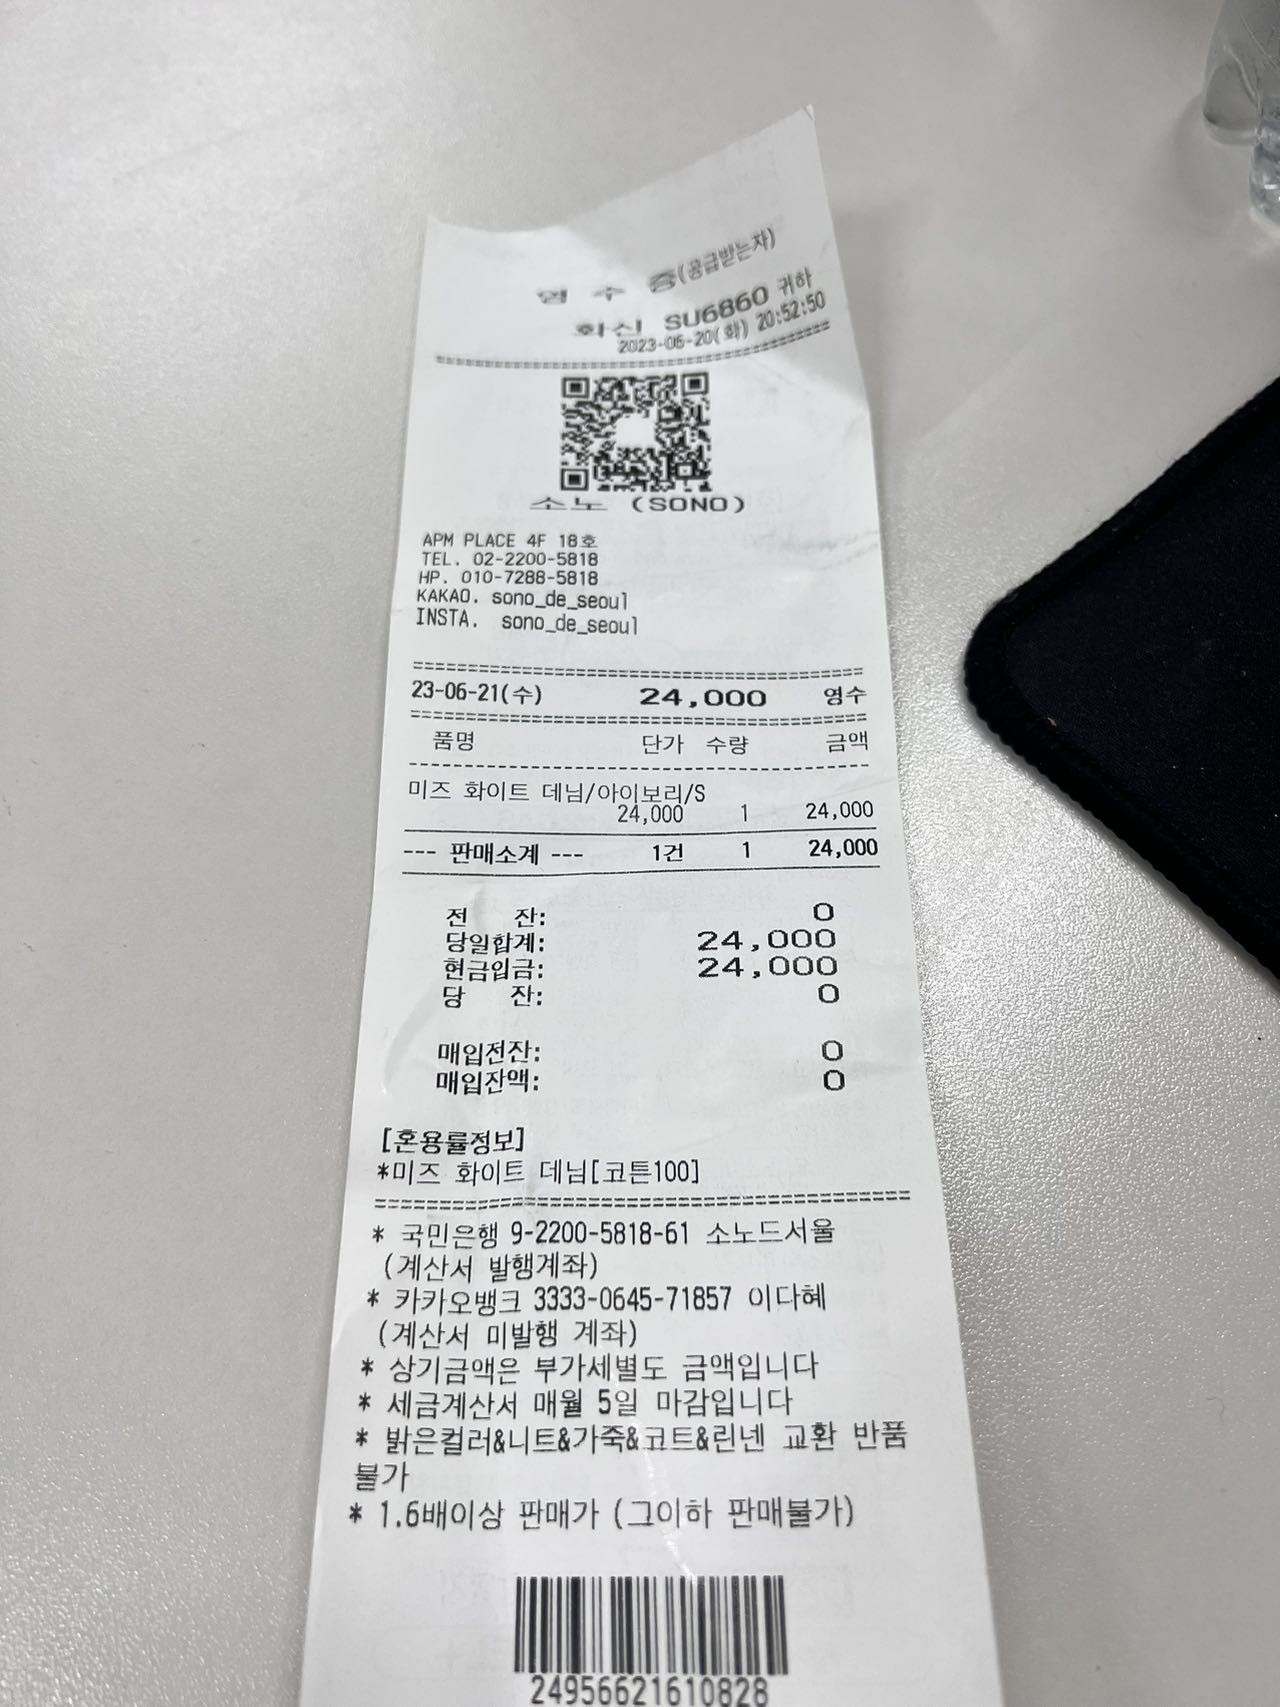 영 수 증(공급받는자)
화신 SU6860 귀하
2023-06-20(화) 20:52:50
소노 (SONO)
APM PLACE 4F 18호
TEL. 02-2200-5818
HP. 010-7288-5818
KAKAO. sono_de_seoul
INSTA. sono_de_seoul
23-06-21(수) 24,000 영수
품명 단가 수량 금액
미즈 화이트 데님/아이보리/S
24,000 1 24,000
--- 판매소계 --- 1건 1 24,000
전 잔: 0
당일합계: 24,000
현금입금: 24,000
당 잔: 0
매입전잔: 0
매입잔액: 0
[혼용률정보]
*미즈 화이트 데님[코튼100]
* 국민은행 9-2200-5818-61 소노드서울
(계산서 발행계좌)
* 카카오뱅크 3333-0645-71857 이다혜
(계산서 미발행 계좌)
* 상기금액은 부가세별도 금액입니다
* 세금계산서 매월 5일 마감입니다
* 밝은컬러&니트&가죽&코트&린넨 교환 반품
불가
* 1.6배이상 판매가 (그이하 판매불가)
24956621610828